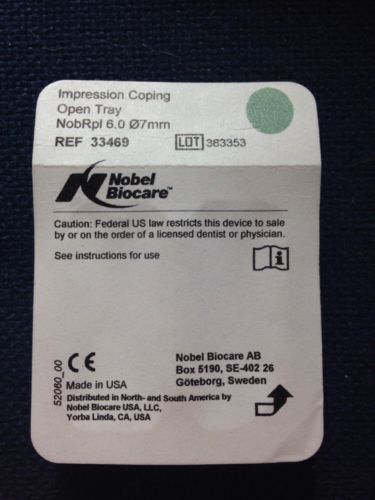 Impression Coping
Open Tray
NobRpl 6.0 Ø7mm
REF 33469 LOT 383353
Nobel
Biocare™
Caution: Federal US law restricts this device to sale
by or on the order of a licensed dentist or physician.
See instructions for use
52060_00
CE
Made in USA
Distributed in North- and South America by
Nobel Biocare USA, LLC,
Yorba Linda, CA, USA
Nobel Biocare AB
Box 5190, SE-402 26
Göteborg, Sweden